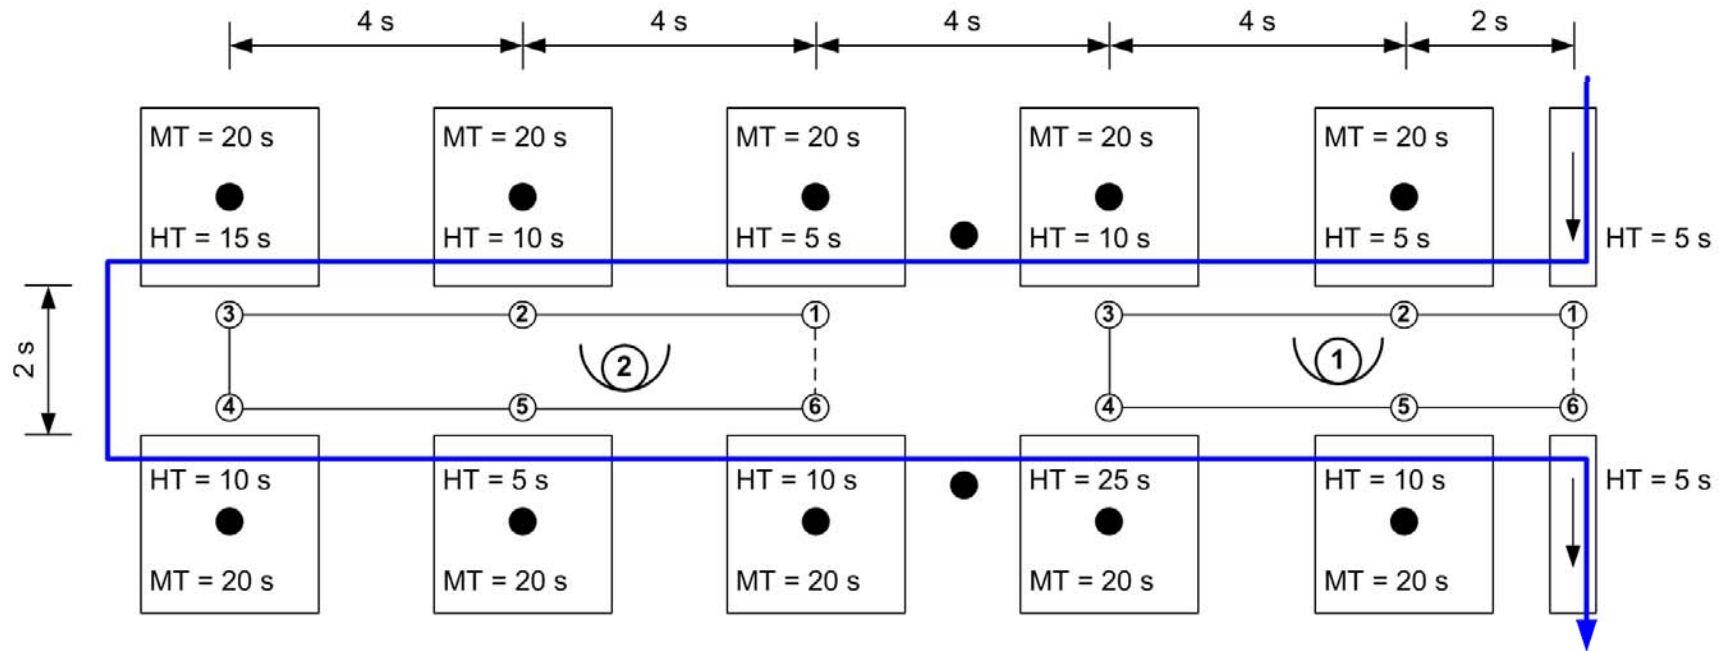 4 s 4 s 4 s 4 s 2 s
MT = 20 s MT = 20 s MT = 20 s MT = 20 s MT = 20 s
HT = 15 s HT = 10 s HT = 5 s HT = 10 s HT = 5 s HT = 5 s
3 2 1 3 2 1
2 s
2 1
4 5 6 4 5 6
HT = 10 s HT = 5 s HT = 10 s HT = 25 s HT = 10 s HT = 5 s
MT = 20 s MT = 20 s MT = 20 s MT = 20 s MT = 20 s